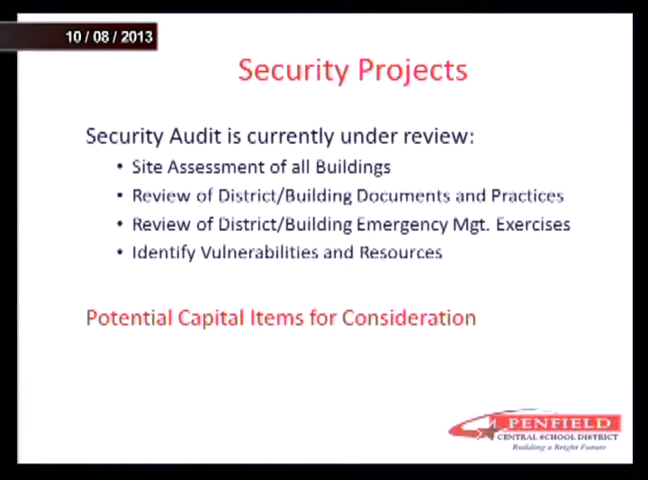 10 / 08 / 2013
Security Projects
Security Audit is currently under review:
• Site Assessment of all Buildings
• Review of District/Building Documents and Practices
• Review of District/Building Emergency Mgt. Exercises
• Identify Vulnerabilities and Resources
Potential Capital Items for Consideration
PENFIELD
CENTRAL SCHOOL DISTRICT
Building a Bright Future